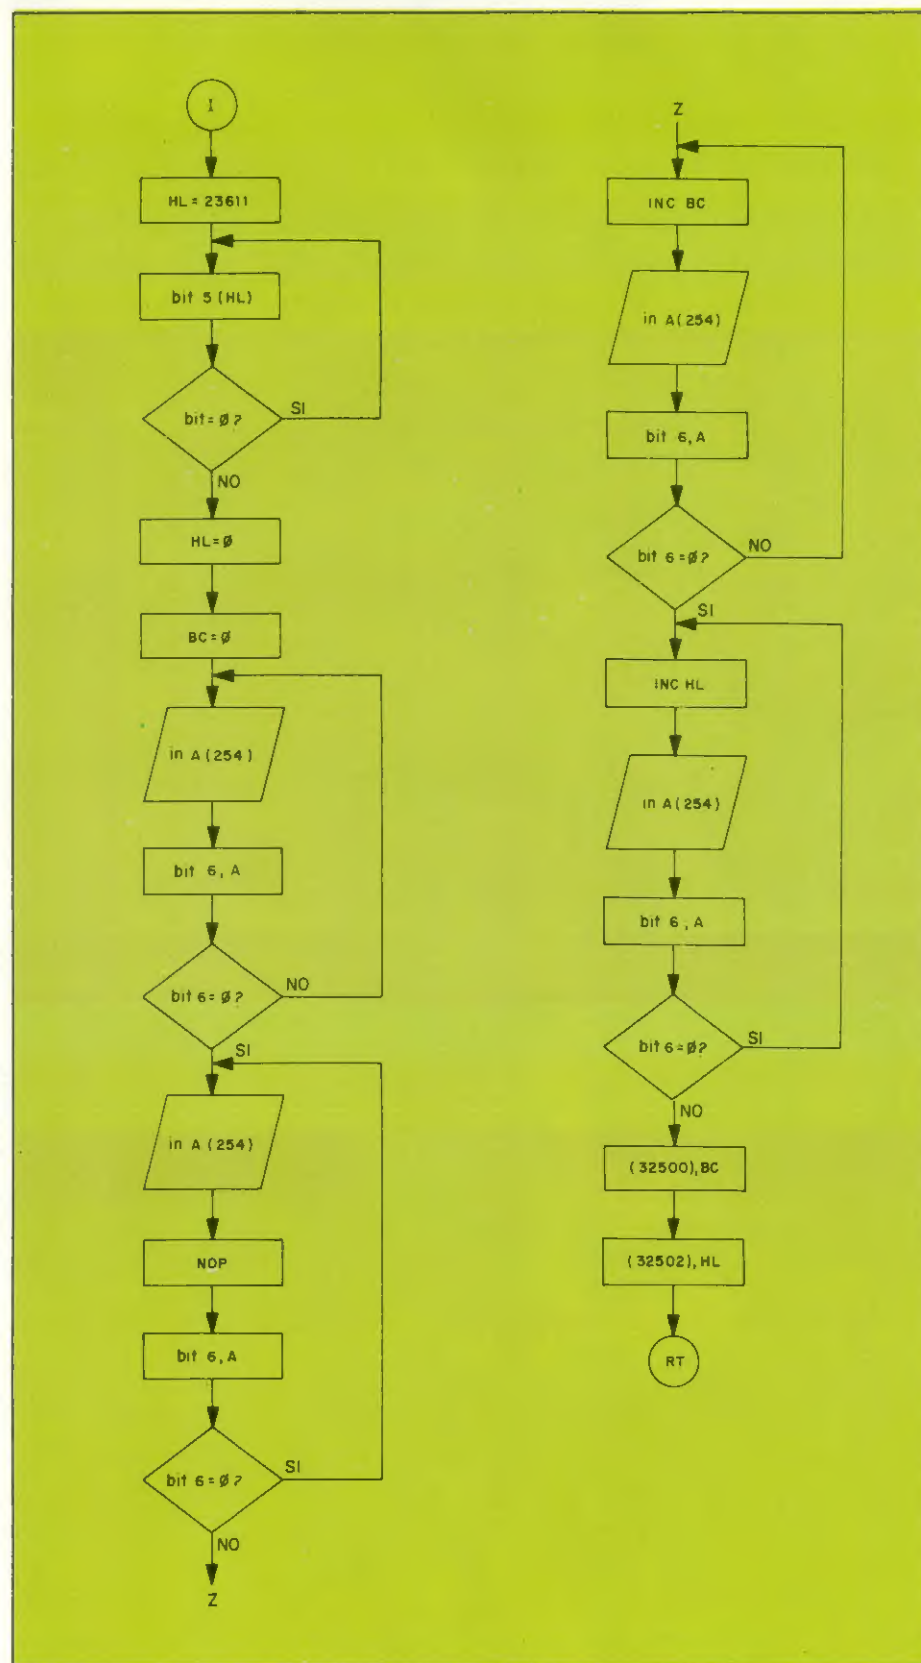 I
HL = 23611
bit 5 (HL)
bit = Ø?
SI
NO
HL = Ø
BC = Ø
in A (254)
bit 6, A
bit 6 = Ø?
NO
SI
in A (254)
NOP
bit 6, A
bit 6 = Ø?
SI
NO
Z
Z
INC BC
in A (254)
bit 6, A
bit 6 = Ø?
NO
SI
INC HL
in A (254)
bit 6, A
bit 6 = Ø?
SI
NO
(32500), BC
(32502), HL
RT